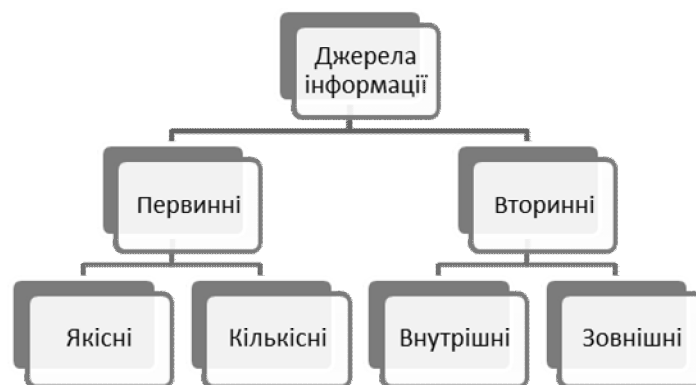 Джерела
інформації
Первинні
Вторинні
Якісні
Кількісні
Внутрішні
Зовнішні